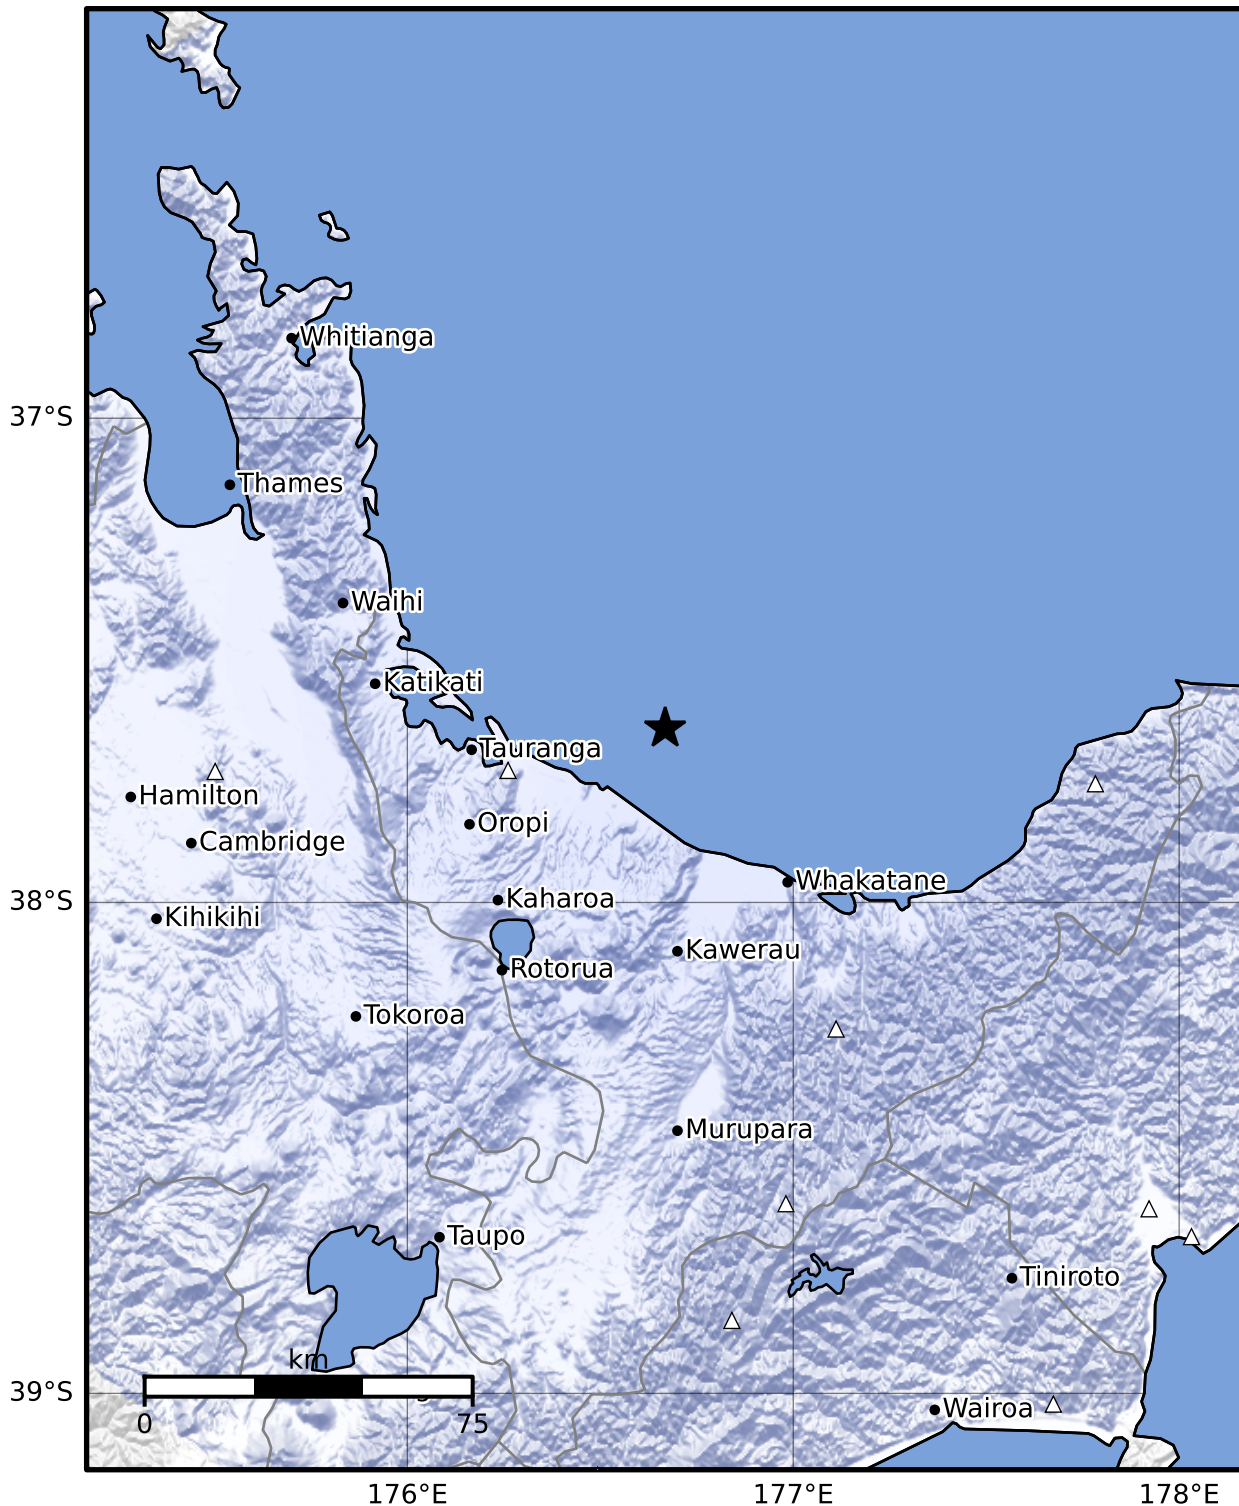 Whitianga
37°S
Thames
Waihi
Katikati
Tauranga
Hamilton
Oropi
Cambridge
Whakatane
Kaharoa
38°S
Kihikihi
Kawerau
Rotorua
Tokoroa
Murupara
Taupo
Tiniroto
km
39°S
0
75
Wairoa
176°E
177°E
178°E